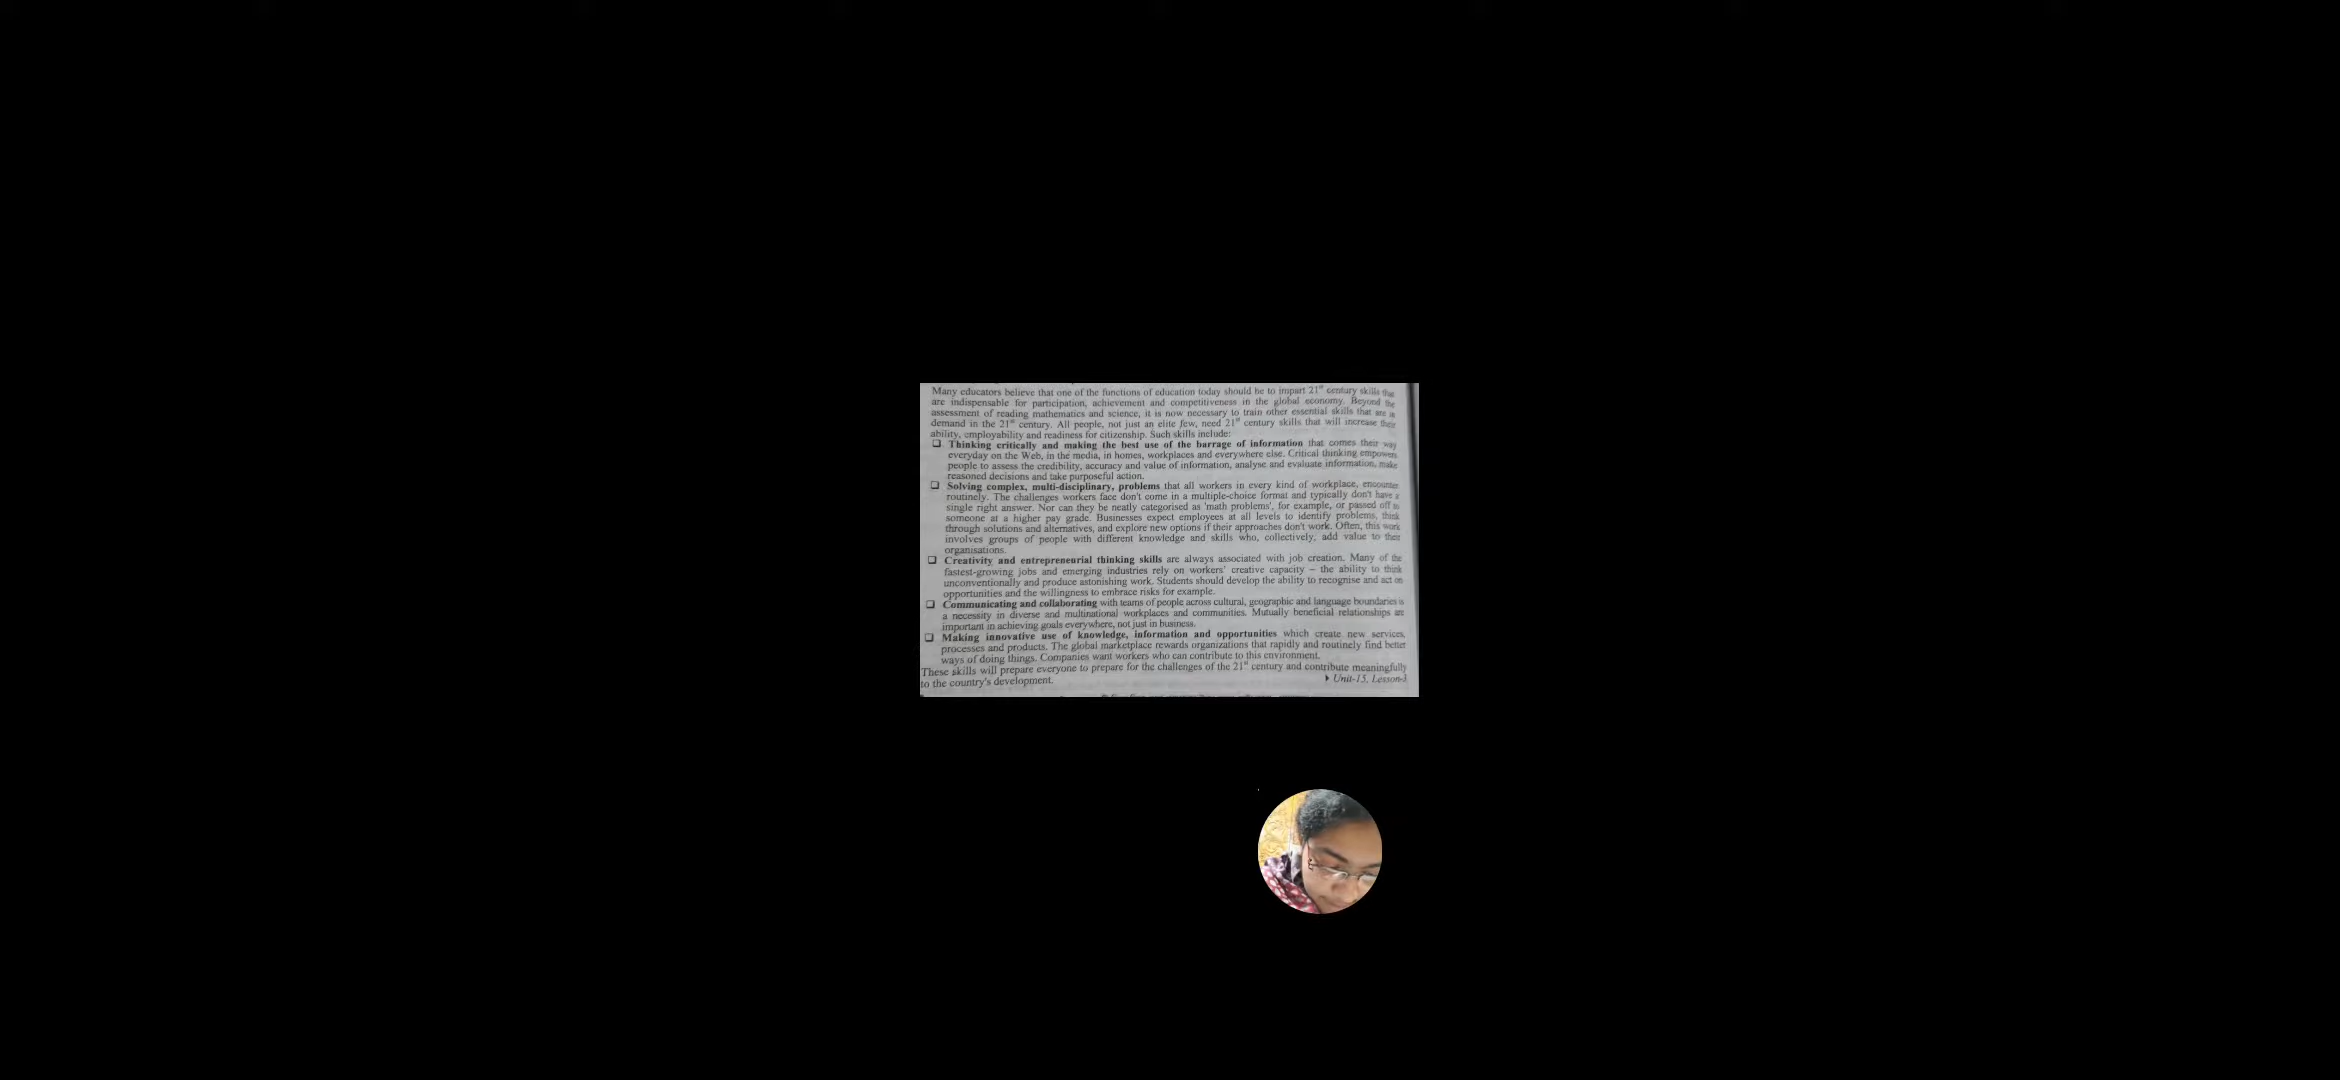 Many educators believe that one of the functions of education today should be to impart 21st century skills that
are indispensable for participation, achievement and competitiveness in the global economy. Beyond the
assessment of reading mathematics and science, it is now necessary to train other essential skills that are in
demand in the 21st century. All people, not just an elite few, need 21st century skills that will increase their
ability, employability and readiness for citizenship. Such skills include:
❑ Thinking critically and making the best use of the barrage of information that comes their way
everyday on the Web, in the media, in homes, workplaces and everywhere else. Critical thinking empowers
people to assess the credibility, accuracy and value of information, analyse and evaluate information, make
reasoned decisions and take purposeful action.
❑ Solving complex, multi-disciplinary, problems that all workers in every kind of workplace, encounter
routinely. The challenges workers face don't come in a multiple-choice format and typically don't have a
single right answer. Nor can they be neatly categorised as 'math problems', for example, or passed off to
someone at a higher pay grade. Businesses expect employees at all levels to identify problems, think
through solutions and alternatives, and explore new options if their approaches don't work. Often, this work
involves groups of people with different knowledge and skills who, collectively, add value to their
organisations.
❑ Creativity and entrepreneurial thinking skills are always associated with job creation. Many of the
fastest-growing jobs and emerging industries rely on workers' creative capacity – the ability to think
unconventionally and produce astonishing work. Students should develop the ability to recognise and act on
opportunities and the willingness to embrace risks for example.
❑ Communicating and collaborating with teams of people across cultural, geographic and language boundaries is
a necessity in diverse and multinational workplaces and communities. Mutually beneficial relationships are
important in achieving goals everywhere, not just in business.
❑ Making innovative use of knowledge, information and opportunities which create new services,
processes and products. The global marketplace rewards organizations that rapidly and routinely find better
ways of doing things. Companies want workers who can contribute to this environment.
These skills will prepare everyone to prepare for the challenges of the 21st century and contribute meaningfully
to the country's development.
Unit-15, Lesson-3